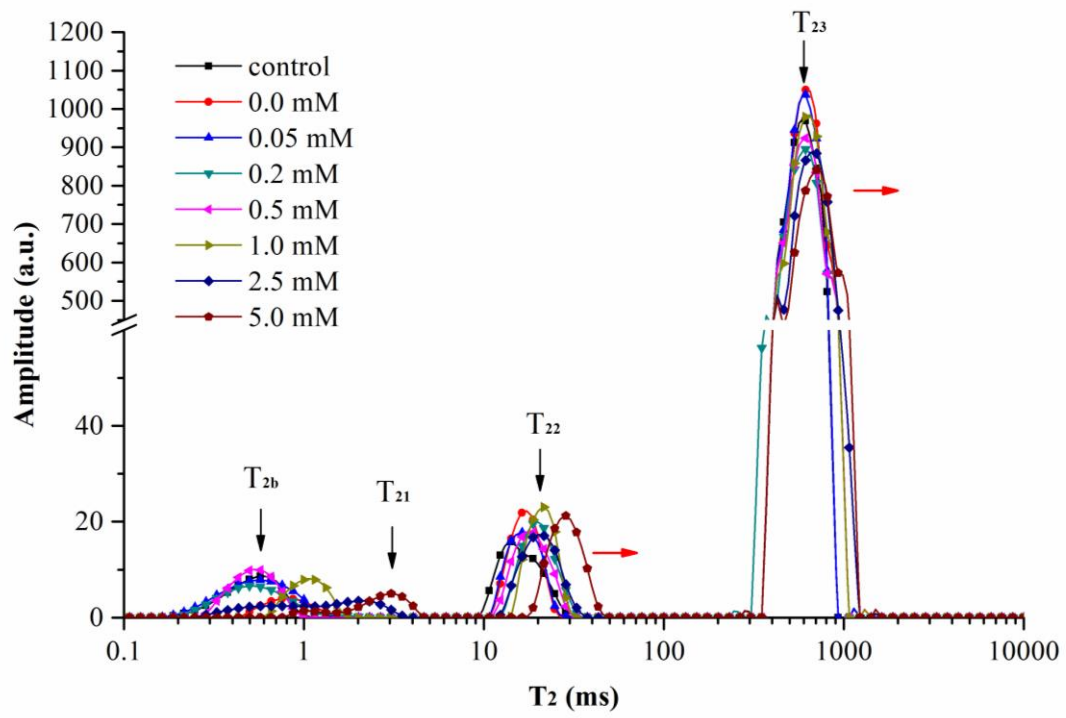 T23
1200
1100
1000
900
800
700
600
500
40
20
0
Amplitude (a.u.)
control
0.0 mM
0.05 mM
0.2 mM
0.5 mM
1.0 mM
2.5 mM
5.0 mM
T22
T2b
T21
0.1
1
10
100
1000
10000
T2 (ms)